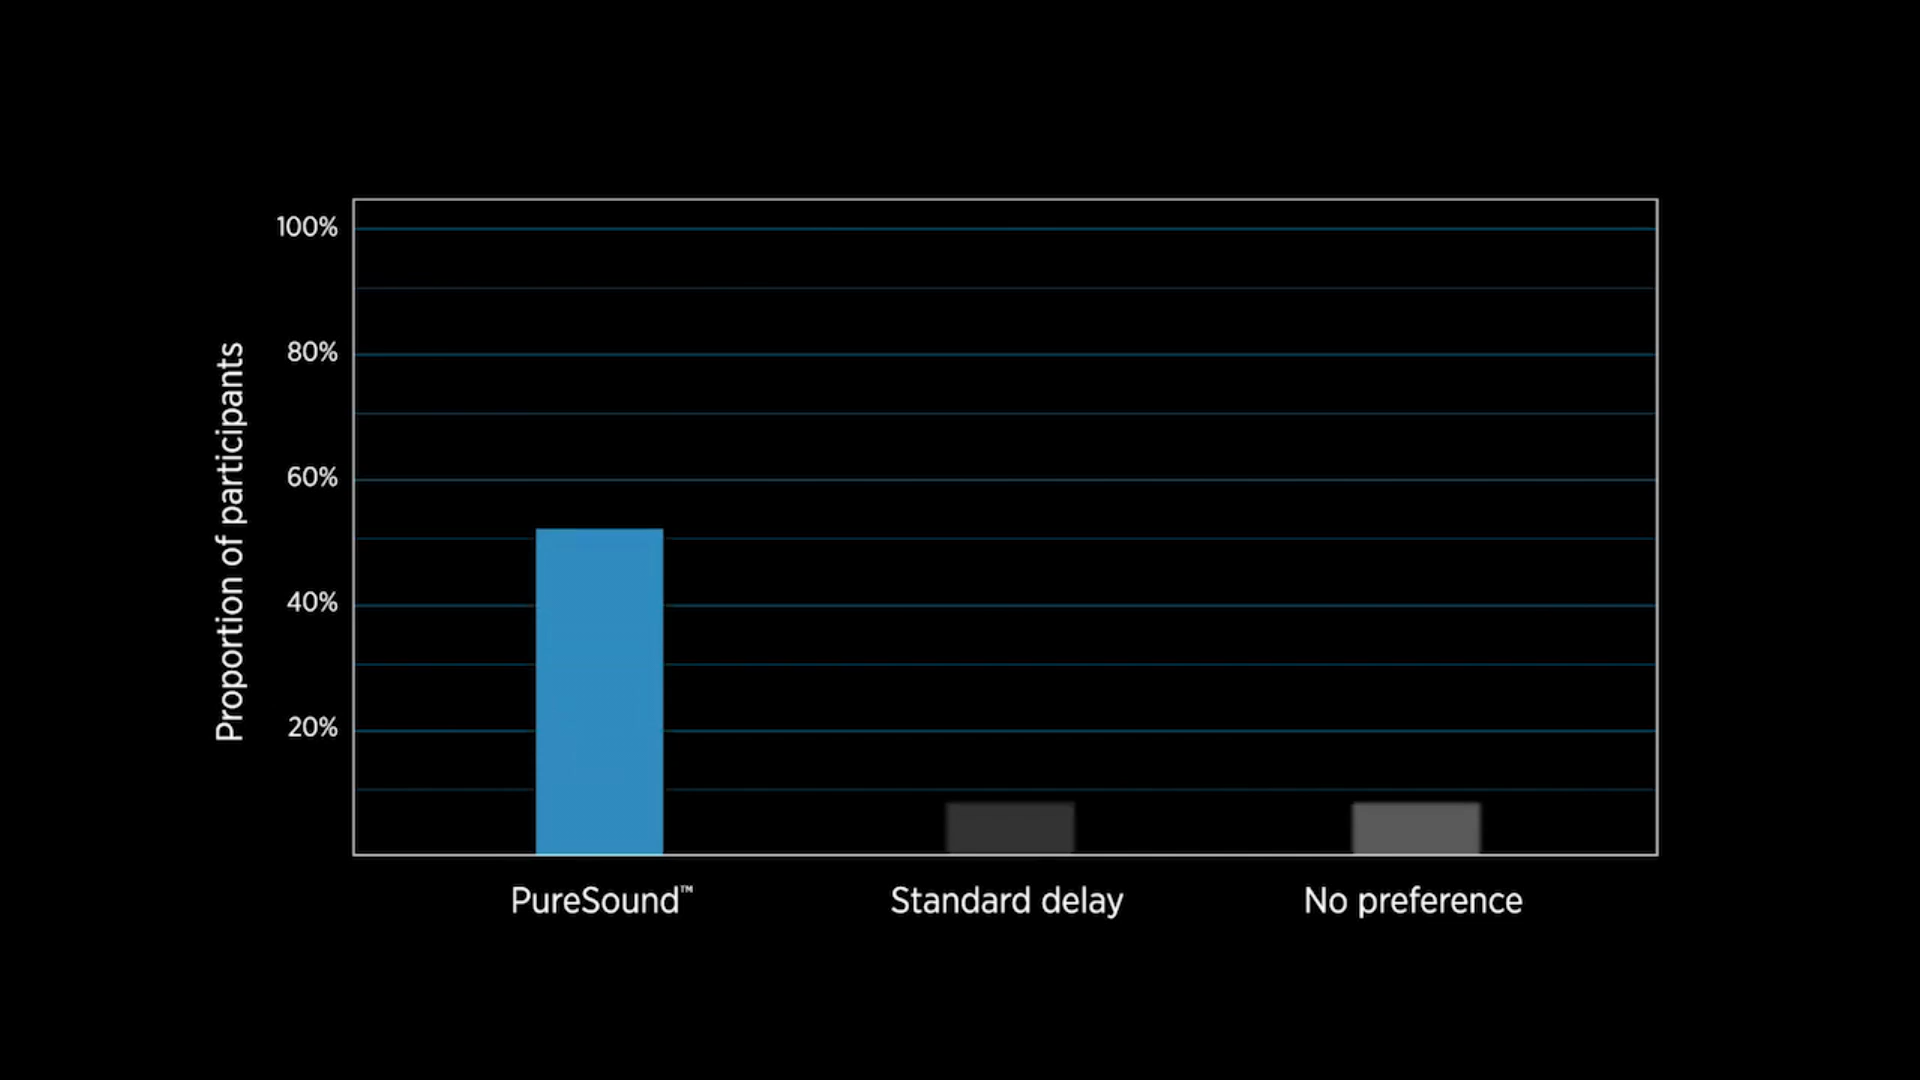 100%
80%
60%
40%
20%
Proportion of participants
PureSound™
Standard delay
No preference